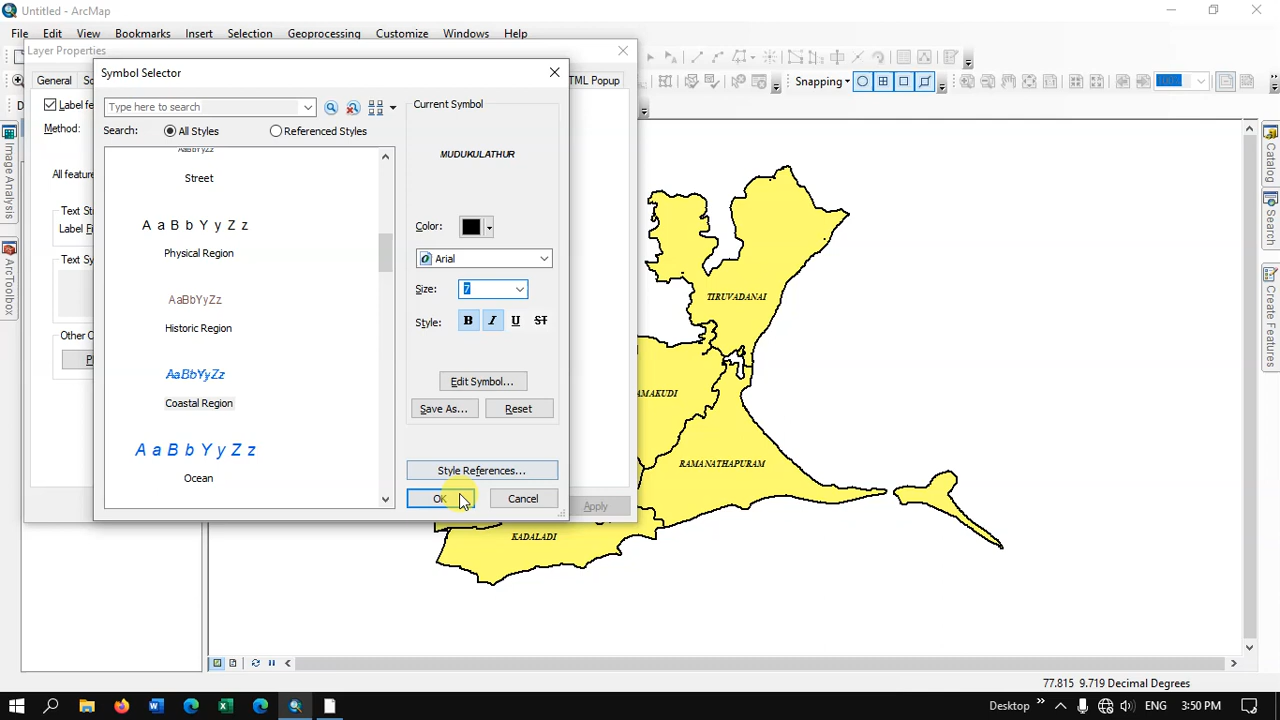 Untitled - ArcMap
File Edit View Bookmarks Insert Selection Geoprocessing Customize Windows Help
Layer Properties
Symbol Selector
General
HTML Popup
Snapping
Label fe
Type here to search
Current Symbol
Method:
Search: All Styles Referenced Styles
AaBbYyZz
MUDUKULATHUR
All feature
Street
Text St
Label Fi
A a B b Y y Z z
Color:
Physical Region
Arial
Text Sy
Size: 7
AaBbYyZz
Historic Region
Style: B I U ST
Other O
Pl
AaBbYyZz
Edit Symbol...
Coastal Region
Save As... Reset
A a B b Y y Z z
Style References...
Ocean
OK Cancel
Apply
TIRUVADANAI
AMAKUDI
RAMANATHAPURAM
KADALADI
Image Analysis
ArcToolbox
Catalog
Search
Create Features
77.815 9.719 Decimal Degrees
Desktop ENG 3:50 PM